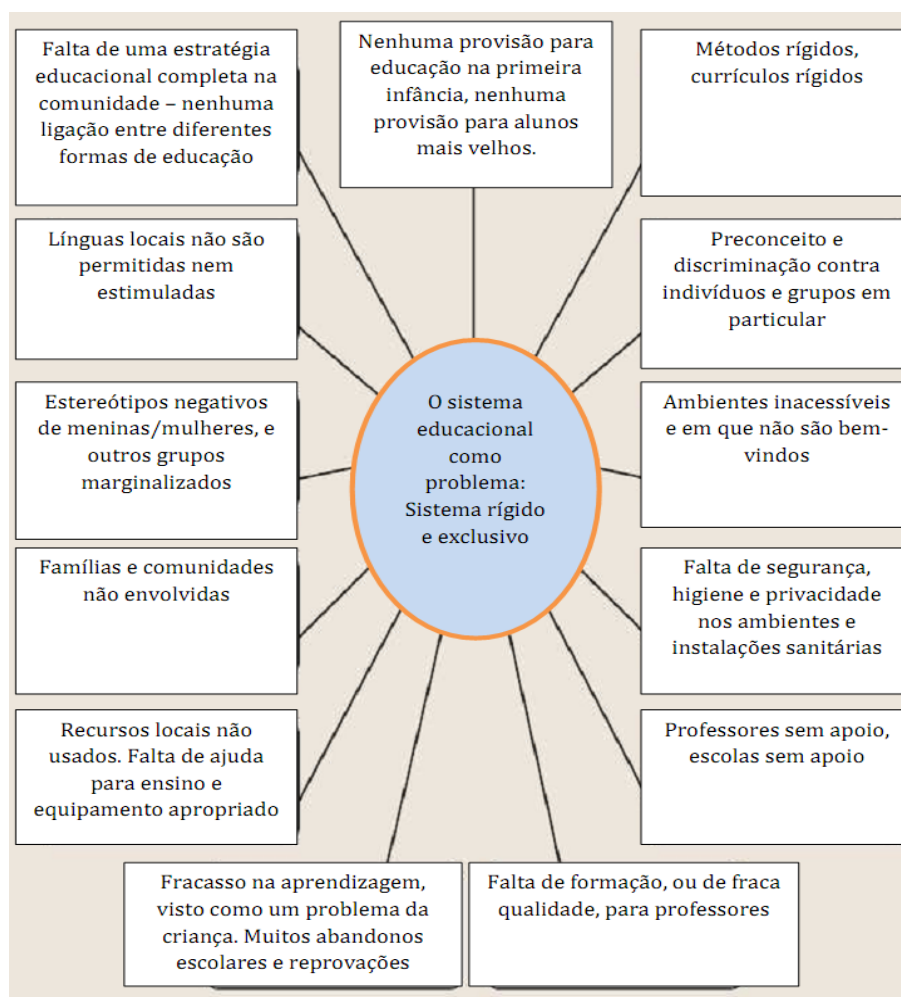 Falta de uma estratégia
educacional completa na
comunidade – nenhuma
ligação entre diferentes
formas de educação
Nenhuma provisão para
educação na primeira
infância, nenhuma
provisão para alunos
mais velhos.
Métodos rígidos,
currículos rígidos
Línguas locais não são
permitidas nem
estimuladas
Preconceito e
discriminação contra
indivíduos e grupos em
particular
Estereótipos negativos
de meninas/mulheres, e
outros grupos
marginalizados
O sistema
educacional
como
problema:
Sistema rígido
e exclusivo
Ambientes inacessíveis
e em que não são bem-
vindos
Famílias e comunidades
não envolvidas
Falta de segurança,
higiene e privacidade
nos ambientes e
instalações sanitárias
Recursos locais não
usados. Falta de ajuda
para ensino e
equipamento apropriado
Professores sem apoio,
escolas sem apoio
Fracasso na aprendizagem,
visto como um problema da
criança. Muitos abandonos
escolares e reprovações
Falta de formação, ou de fraca
qualidade, para professores